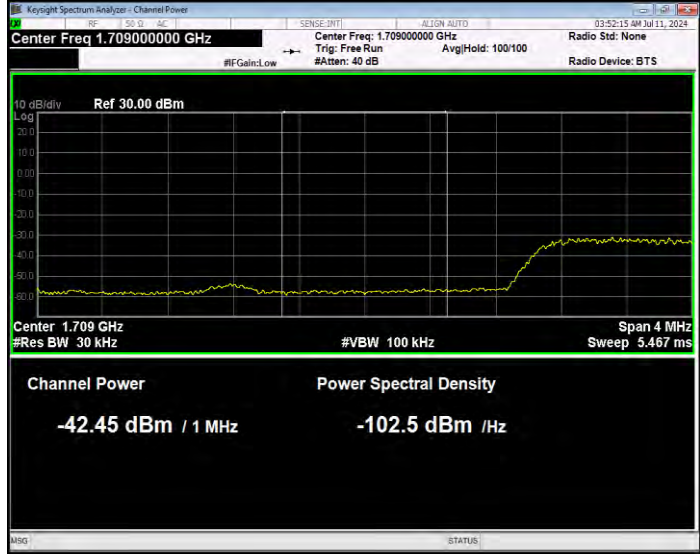 Keysight Spectrum Analyzer - Channel Power
RF 50 Ω AC SENSE:INT ALIGN AUTO 03:52:15 AM Jul 11, 2024
Center Freq 1.709000000 GHz
Center Freq: 1.709000000 GHz
Radio Std: None
Trig: Free Run Avg|Hold: 100/100
#IFGain:Low #Atten: 40 dB Radio Device: BTS
10 dB/div Ref 30.00 dBm
Log
20.0
10.0
0.00
-10.0
-20.0
-30.0
-40.0
-50.0
-60.0
Center 1.709 GHz Span 4 MHz
#Res BW 30 kHz #VBW 100 kHz Sweep 5.467 ms
Channel Power Power Spectral Density
-42.45 dBm / 1 MHz -102.5 dBm /Hz
MSG STATUS